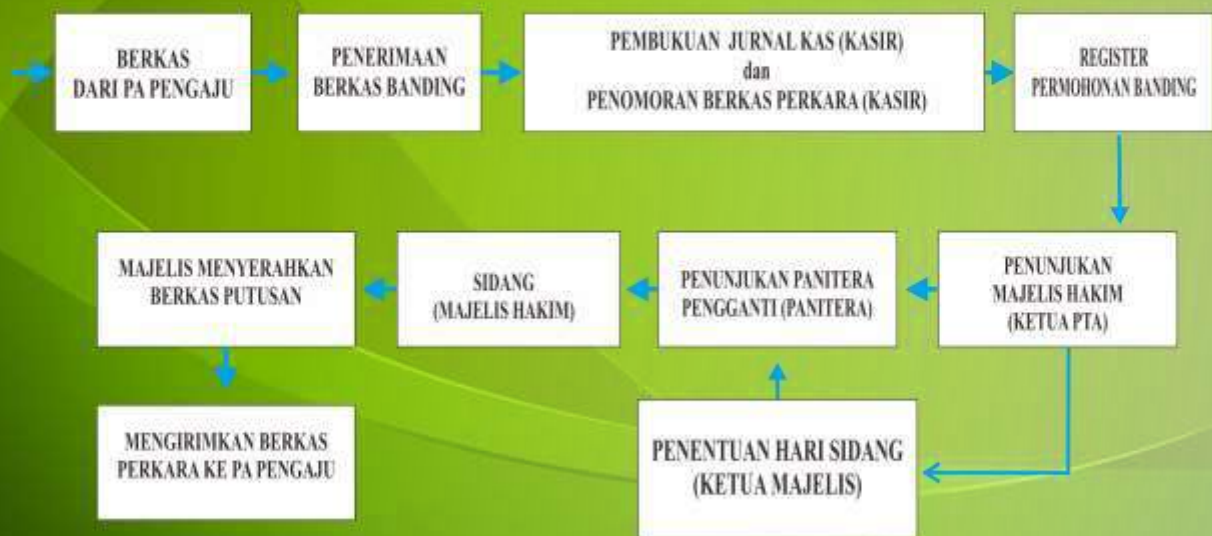 BERKAS
DARI PA PENGAJU
PENERIMAAN
BERKAS BANDING
PEMBUKUAN JURNAL KAS (KASIR)
dan
PENOMORAN BERKAS PERKARA (KASIR)
REGISTER
PERMOHONAN BANDING
PENUNJUKAN
MAJELIS HAKIM
(KETUA PTA)
PENUNJUKAN PANITERA
PENGGANTI (PANITERA)
SIDANG
(MAJELIS HAKIM)
MAJELIS MENYERAHKAN
BERKAS PUTUSAN
MENGIRIMKAN BERKAS
PERKARA KE PA PENGAJU
PENENTUAN HARI SIDANG
(KETUA MAJELIS)